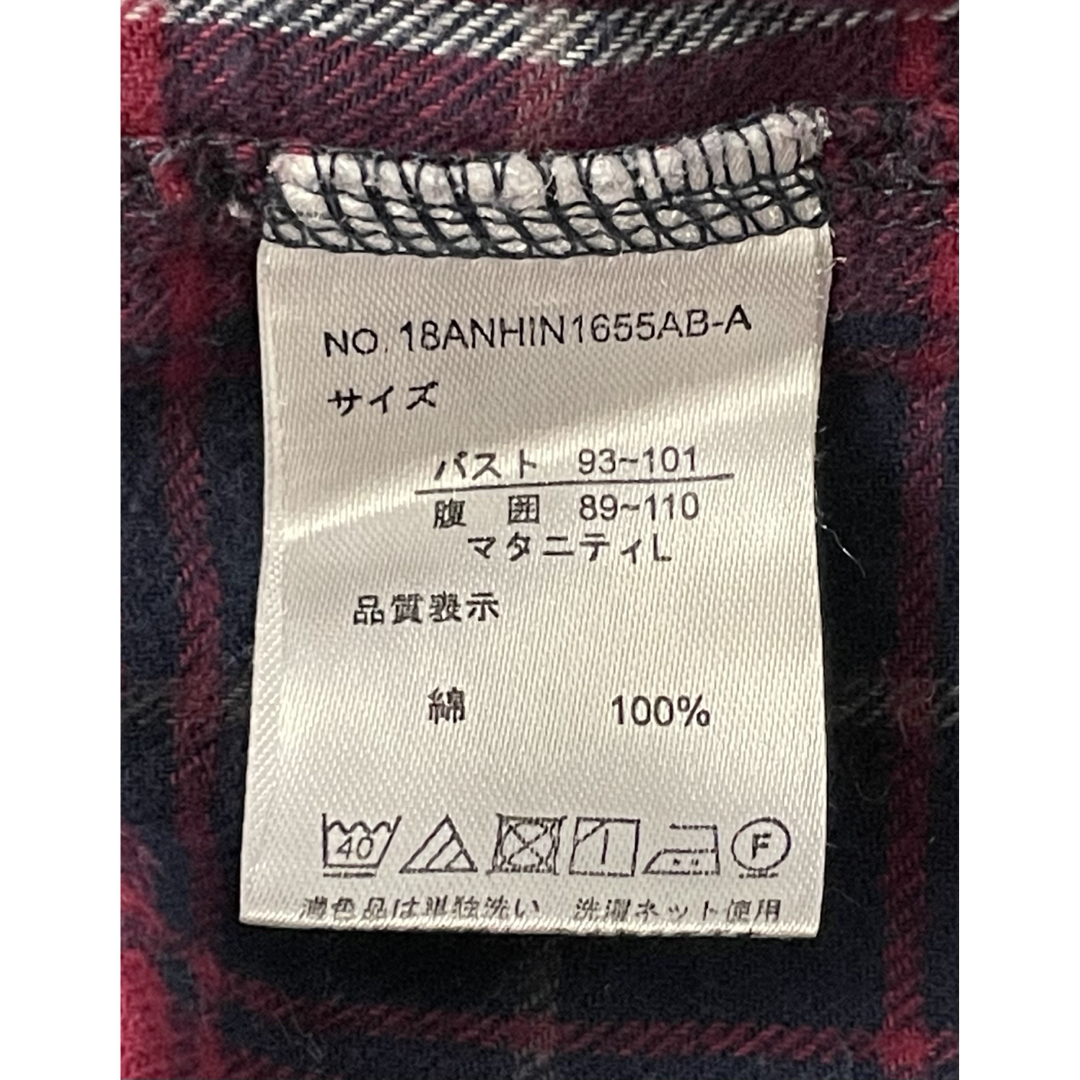 NO. 18ANHIN1655AB-A
サイズ
バスト 93~101
腹 囲 89~110
マタニティL
品質表示
綿 100%
40 F
濃色品は単独洗い 洗濯ネット使用